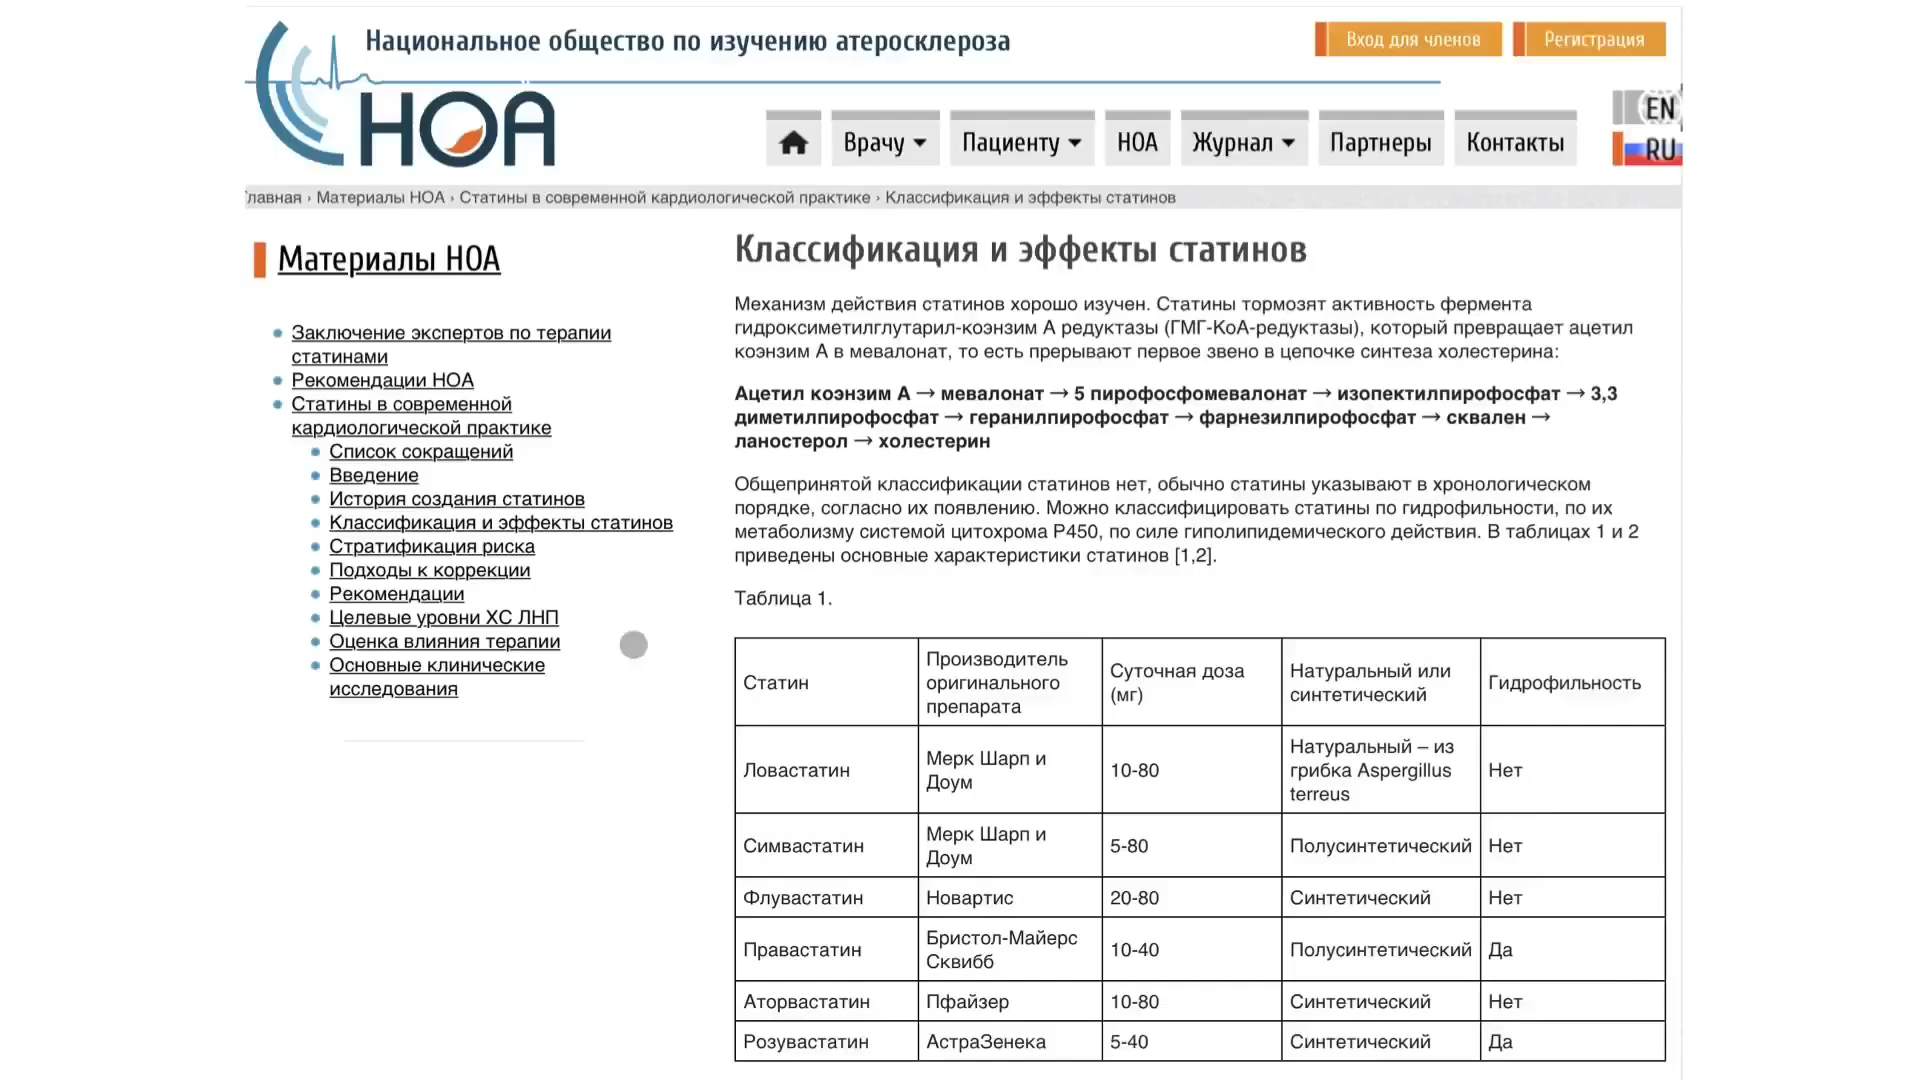 Национальное общество по изучению атеросклероза
Вход для членов
Регистрация
НОА
Врачу
Пациенту
НОА
Журнал
Партнеры
Контакты
EN
RU
Главная › Материалы НОА › Статины в современной кардиологической практике › Классификация и эффекты статинов
Материалы НОА
Заключение экспертов по терапии
статинами
Рекомендации НОА
Статины в современной
кардиологической практике
Список сокращений
Введение
История создания статинов
Классификация и эффекты статинов
Стратификация риска
Подходы к коррекции
Рекомендации
Целевые уровни ХС ЛНП
Оценка влияния терапии
Основные клинические
исследования
Классификация и эффекты статинов
Механизм действия статинов хорошо изучен. Статины тормозят активность фермента
гидроксиметилглутарил-коэнзим А редуктазы (ГМГ-КоА-редуктазы), который превращает ацетил
коэнзим А в мевалонат, то есть прерывают первое звено в цепочке синтеза холестерина:
Ацетил коэнзим А → мевалонат → 5 пирофосфомевалонат → изопектилпирофосфат → 3,3
диметилпирофосфат → геранилпирофосфат → фарнезилпирофосфат → сквален →
ланостерол → холестерин
Общепринятой классификации статинов нет, обычно статины указывают в хронологическом
порядке, согласно их появлению. Можно классифицировать статины по гидрофильности, по их
метаболизму системой цитохрома Р450, по силе гиполипидемического действия. В таблицах 1 и 2
приведены основные характеристики статинов [1,2].
Таблица 1.
Статин
Производитель
оригинального
препарата
Суточная доза
(мг)
Натуральный или
синтетический
Гидрофильность
Ловастатин
Мерк Шарп и
Доум
10-80
Натуральный – из
грибка Aspergillus
terreus
Нет
Симвастатин
Мерк Шарп и
Доум
5-80
Полусинтетический
Нет
Флувастатин
Новартис
20-80
Синтетический
Нет
Правастатин
Бристол-Майерс
Сквибб
10-40
Полусинтетический
Да
Аторвастатин
Пфайзер
10-80
Синтетический
Нет
Розувастатин
АстраЗенека
5-40
Синтетический
Да